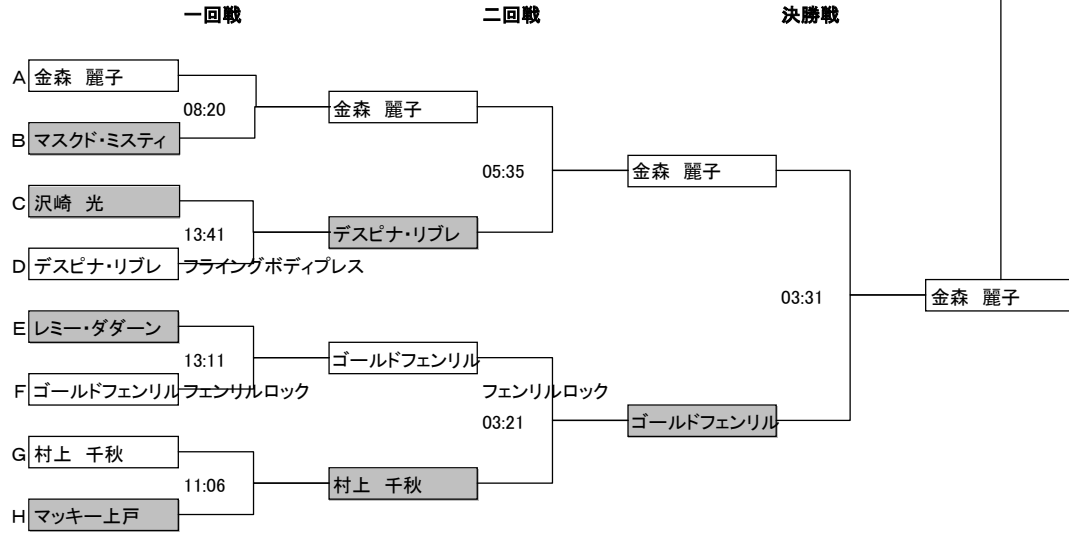 一回戦 二回戦 決勝戦
A 金森 麗子
08:20
金森 麗子
B マスクド・ミスティ
05:35
金森 麗子
C 沢崎 光
13:41
デスピナ・リブレ
D デスピナ・リブレ フライングボディプレス
03:31
金森 麗子
E レミー・ダダーン
13:11
ゴールドフェンリル
F ゴールドフェンリル フェンリルロック
フェンリルロック
03:21
ゴールドフェンリル
G 村上 千秋
11:06
村上 千秋
H マッキー上戸